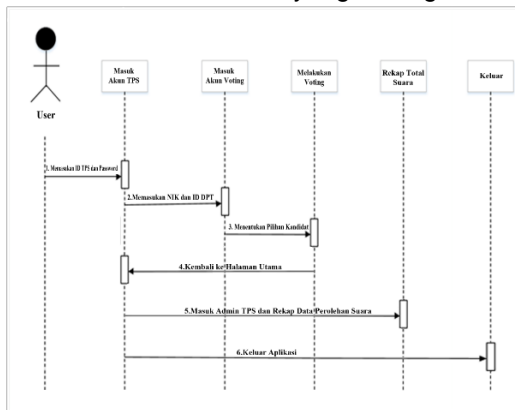 Masuk
Akun TPS
Masuk
Akun Voting
Melakukan
Voting
Rekap Total
Suara
Keluar
User
1. Memasukan ID TPS dan Password
2.Memasukan NIK dan ID DPT
3. Menentukan Pilihan Kandidat
4.Kembali ke Halaman Utama
5.Masuk Admin TPS dan Rekap Data Perolehan Suara
6.Keluar Aplikasi